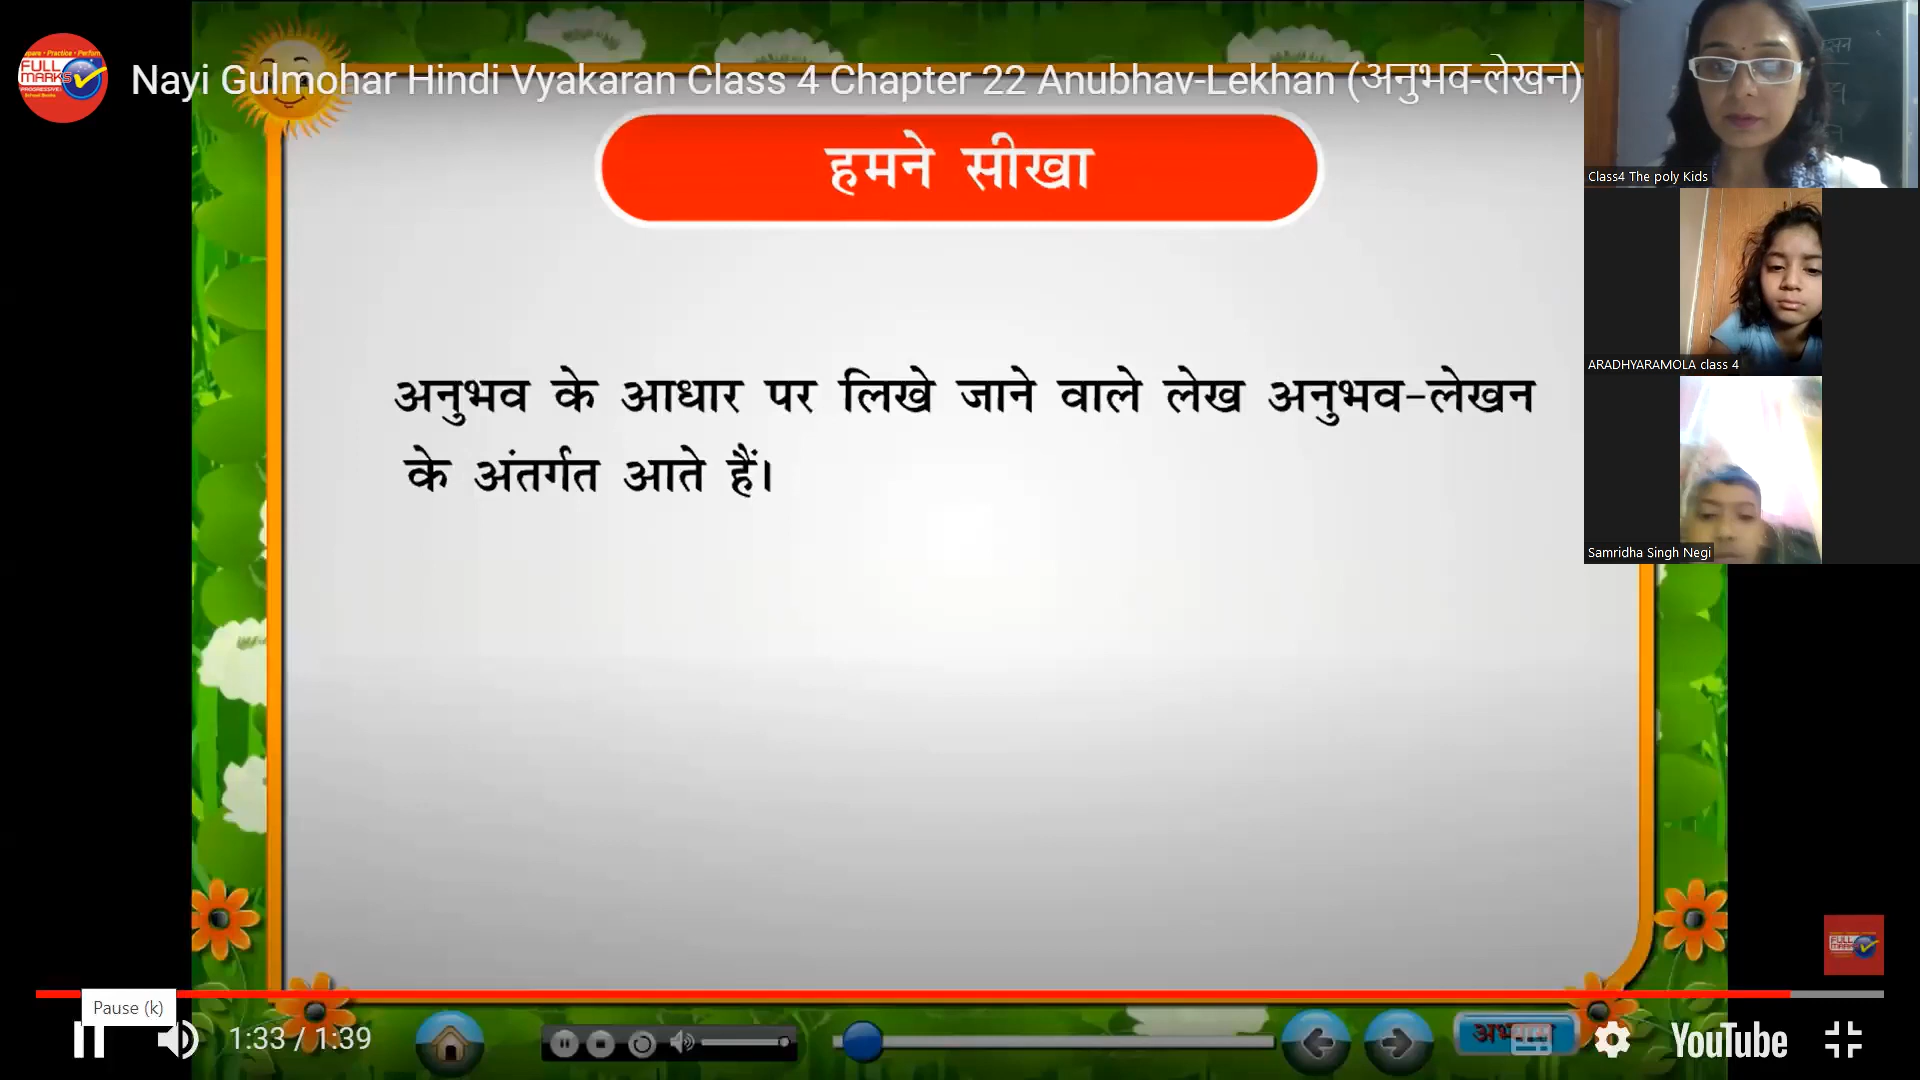 Nayi Gulmohar Hindi Vyakaran Class 4 Chapter 22 Anubhav-Lekhan (अनुभव-लेखन)
FULL
MARKS
हमने सीखा
अनुभव के आधार पर लिखे जाने वाले लेख अनुभव-लेखन
के अंतर्गत आते हैं।
Class4 The poly Kids
ARADHYARAMOLA class 4
Samridha Singh Negi
Pause (k)
1:33 / 1:39
YouTube